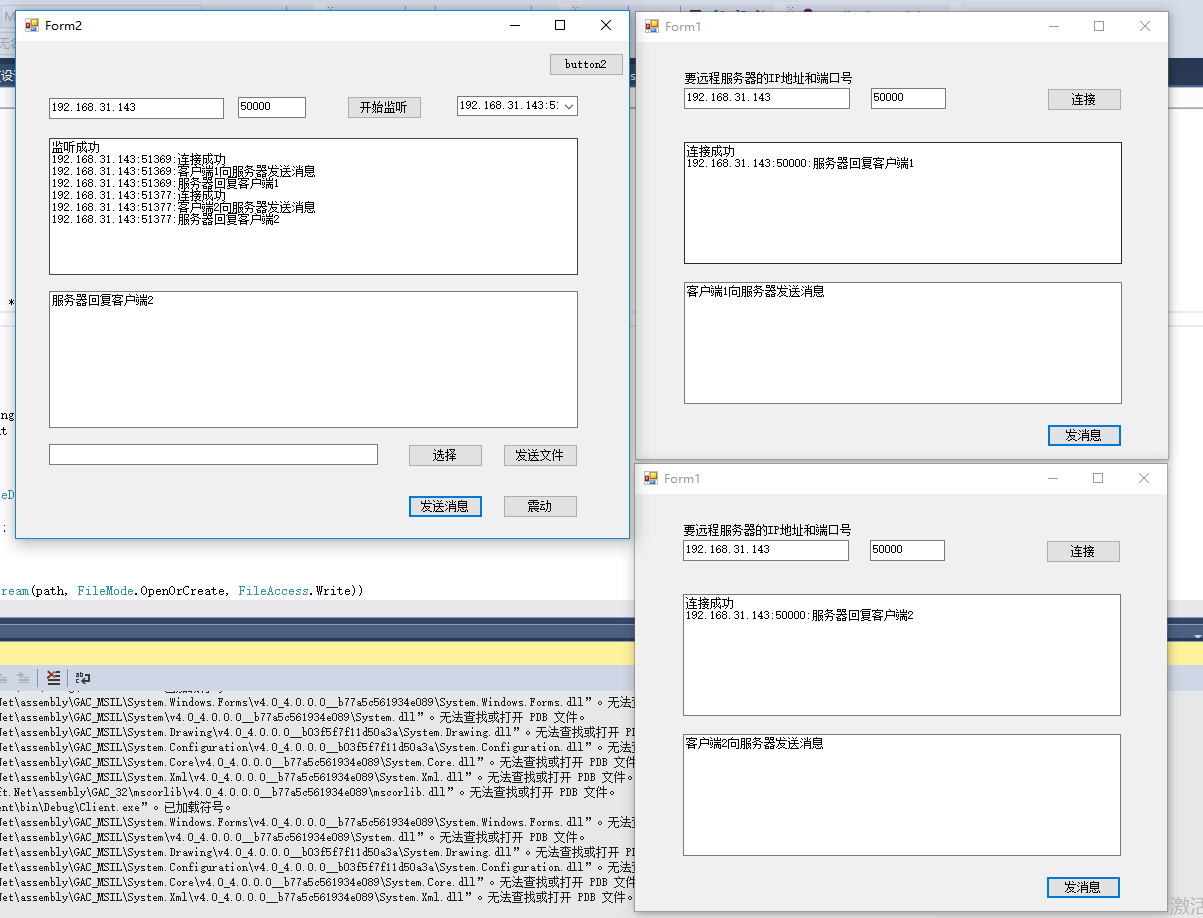 Form2
button2
192.168.31.143
50000
开始监听
192.168.31.143:5:
监听成功
192.168.31.143:51369:连接成功
192.168.31.143:51369:客户端1向服务器发送消息
192.168.31.143:51369:服务器回复客户端1
192.168.31.143:51377:连接成功
192.168.31.143:51377:客户端2向服务器发送消息
192.168.31.143:51377:服务器回复客户端2
服务器回复客户端2
选择
发送文件
发送消息
震动
Form1
要远程服务器的IP地址和端口号
192.168.31.143
50000
连接
连接成功
192.168.31.143:50000:服务器回复客户端1
客户端1向服务器发送消息
发消息
Form1
要远程服务器的IP地址和端口号
192.168.31.143
50000
连接
连接成功
192.168.31.143:50000:服务器回复客户端2
客户端2向服务器发送消息
发消息
*
ng
t
eD
;
ream(path, FileMode.OpenOrCreate, FileAccess.Write))
Net\assembly\GAC_MSIL\System.Windows.Forms\v4.0_4.0.0.0__b77a5c561934e089\System.Windows.Forms.dll”。无法查
Net\assembly\GAC_MSIL\System\v4.0_4.0.0.0__b77a5c561934e089\System.dll”。无法查找或打开 PDB 文件。
Net\assembly\GAC_MSIL\System.Drawing\v4.0_4.0.0.0__b03f5f7f11d50a3a\System.Drawing.dll”。无法查找或打开 P
Net\assembly\GAC_MSIL\System.Configuration\v4.0_4.0.0.0__b03f5f7f11d50a3a\System.Configuration.dll”。无法查
Net\assembly\GAC_MSIL\System.Core\v4.0_4.0.0.0__b77a5c561934e089\System.Core.dll”。无法查找或打开 PDB 文件
Net\assembly\GAC_MSIL\System.Xml\v4.0_4.0.0.0__b77a5c561934e089\System.Xml.dll”。无法查找或打开 PDB 文件。
ft.Net\assembly\GAC_32\mscorlib\v4.0_4.0.0.0__b77a5c561934e089\mscorlib.dll”。无法查找或打开 PDB 文件。
ent\bin\Debug\Client.exe”。已加载符号。
Net\assembly\GAC_MSIL\System.Windows.Forms\v4.0_4.0.0.0__b77a5c561934e089\System.Windows.Forms.dll”。无法查
Net\assembly\GAC_MSIL\System\v4.0_4.0.0.0__b77a5c561934e089\System.dll”。无法查找或打开 PDB 文件。
Net\assembly\GAC_MSIL\System.Drawing\v4.0_4.0.0.0__b03f5f7f11d50a3a\System.Drawing.dll”。无法查找或打开 P
Net\assembly\GAC_MSIL\System.Configuration\v4.0_4.0.0.0__b03f5f7f11d50a3a\System.Configuration.dll”。无法查
Net\assembly\GAC_MSIL\System.Core\v4.0_4.0.0.0__b77a5c561934e089\System.Core.dll”。无法查找或打开 PDB 文件
Net\assembly\GAC_MSIL\System.Xml\v4.0_4.0.0.0__b77a5c561934e089\System.Xml.dll”。无法查找或打开 PDB 文件。
激活